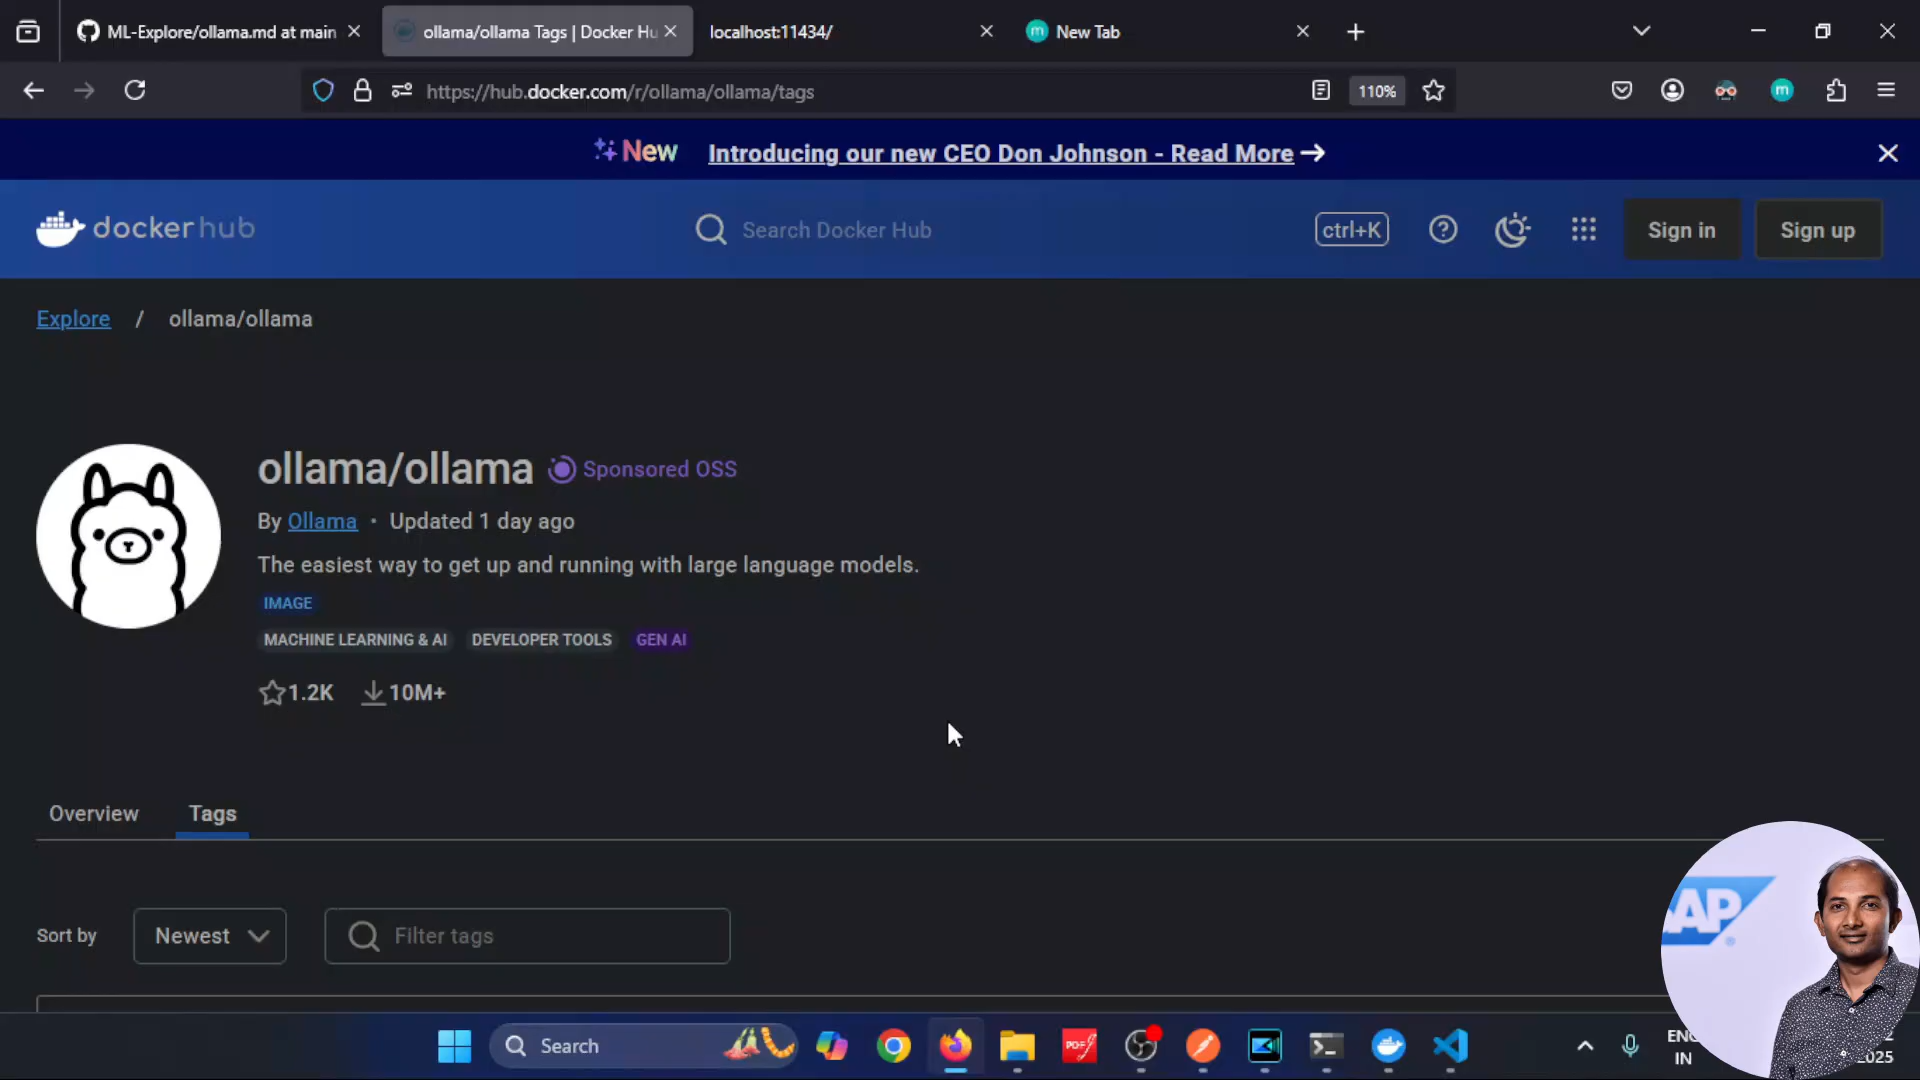 ML-Explore/ollama.md at main
ollama/ollama Tags | Docker Hu
localhost:11434/
New Tab
https://hub.docker.com/r/ollama/ollama/tags
110%
m
New
Introducing our new CEO Don Johnson - Read More →
docker hub
Search Docker Hub
ctrl+K
Sign in
Sign up
Explore / ollama/ollama
ollama/ollama
Sponsored OSS
By Ollama · Updated 1 day ago
The easiest way to get up and running with large language models.
IMAGE
MACHINE LEARNING & AI
DEVELOPER TOOLS
GEN AI
1.2K
10M+
Overview
Tags
Sort by
Newest
Filter tags
AP
Search
PDF
ENG
IN
2025